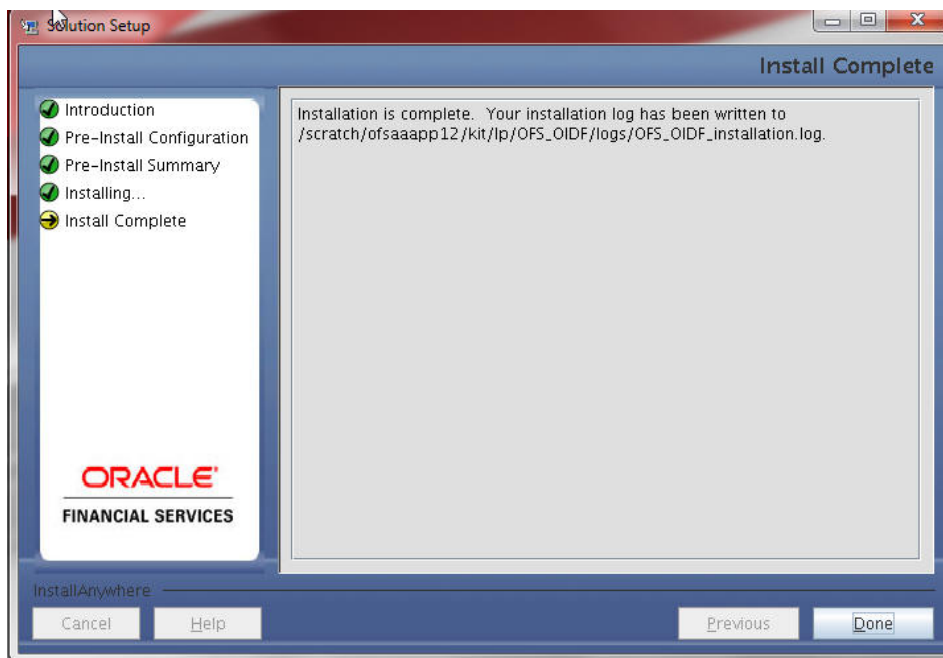 Solution Setup
Install Complete
Introduction
Pre-Install Configuration
Pre-Install Summary
Installing...
Install Complete
Installation is complete. Your installation log has been written to
/scratch/ofsaaapp12/kit/lp/OFS_OIDF/logs/OFS_OIDF_installation.log.
ORACLE
FINANCIAL SERVICES
InstallAnywhere
Cancel
Help
Previous
Done